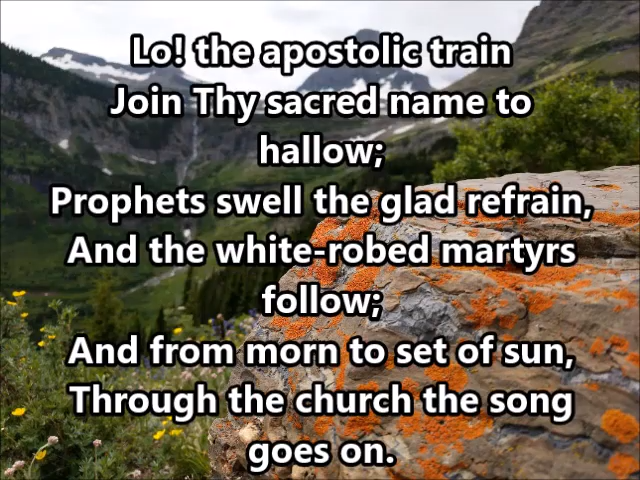 Lo! the apostolic train
Join Thy sacred name to
hallow;
Prophets swell the glad refrain,
And the white-robed martyrs
follow;
And from morn to set of sun,
Through the church the song
goes on.